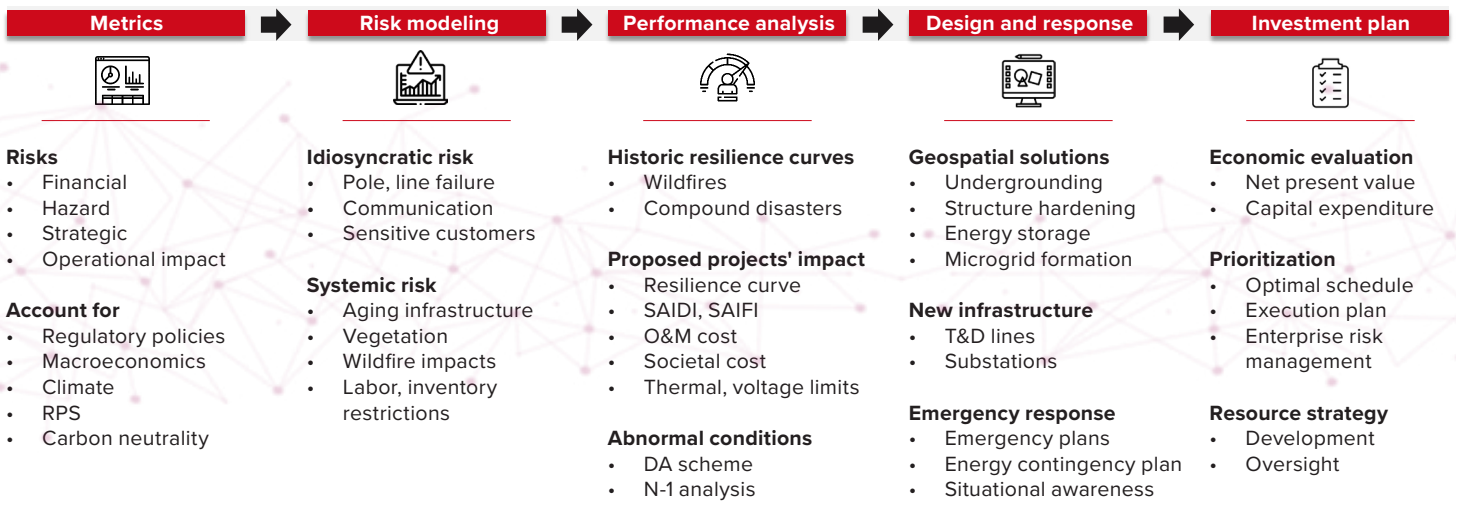 Metrics
Risks
• Financial
• Hazard
• Strategic
• Operational impact
Account for
• Regulatory policies
• Macroeconomics
• Climate
• RPS
• Carbon neutrality
Risk modeling
Idiosyncratic risk
• Pole, line failure
• Communication
• Sensitive customers
Systemic risk
• Aging infrastructure
• Vegetation
• Wildfire impacts
• Labor, inventory
restrictions
Performance analysis
Historic resilience curves
• Wildfires
• Compound disasters
Proposed projects' impact
• Resilience curve
• SAIDI, SAIFI
• O&M cost
• Societal cost
• Thermal, voltage limits
Abnormal conditions
• DA scheme
• N-1 analysis
Design and response
Geospatial solutions
• Undergrounding
• Structure hardening
• Energy storage
• Microgrid formation
New infrastructure
• T&D lines
• Substations
Emergency response
• Emergency plans
• Energy contingency plan
• Situational awareness
Investment plan
Economic evaluation
• Net present value
• Capital expenditure
Prioritization
• Optimal schedule
• Execution plan
• Enterprise risk
management
Resource strategy
• Development
• Oversight